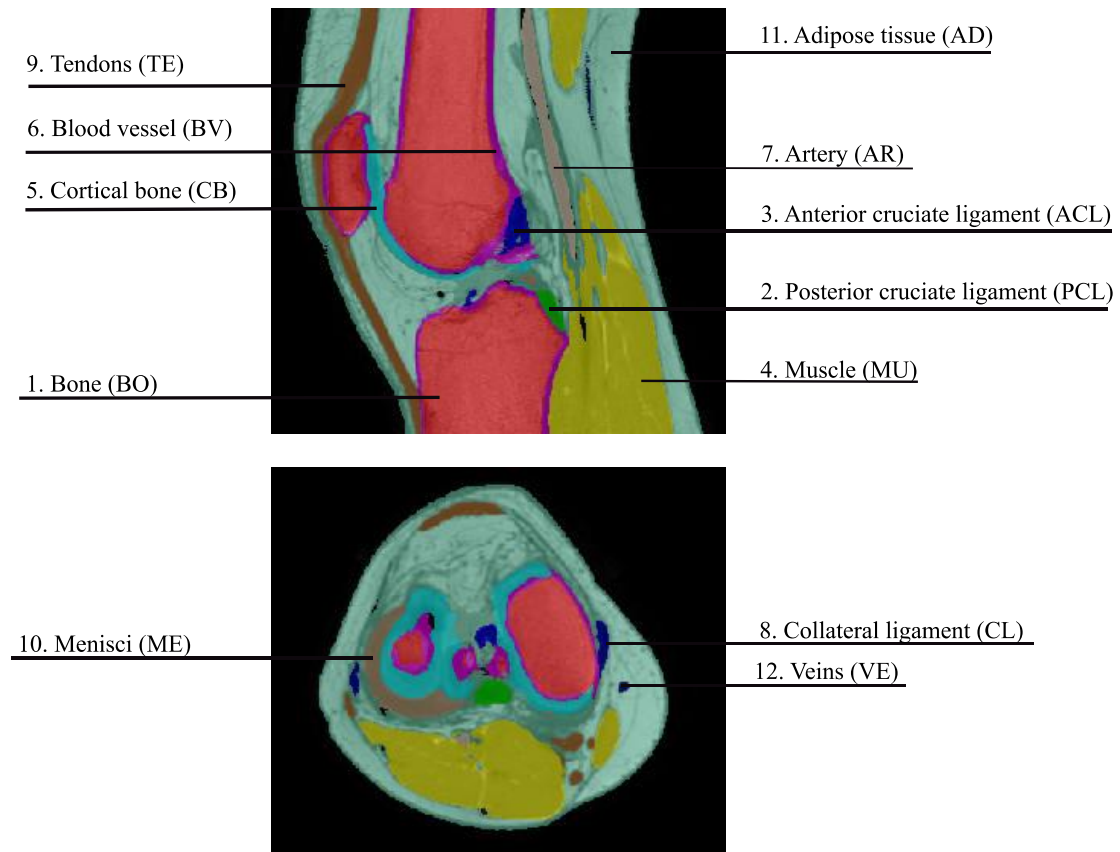 9. Tendons (TE)
6. Blood vessel (BV)
5. Cortical bone (CB)
1. Bone (BO)
11. Adipose tissue (AD)
7. Artery (AR)
3. Anterior cruciate ligament (ACL)
2. Posterior cruciate ligament (PCL)
4. Muscle (MU)
10. Menisci (ME)
8. Collateral ligament (CL)
12. Veins (VE)